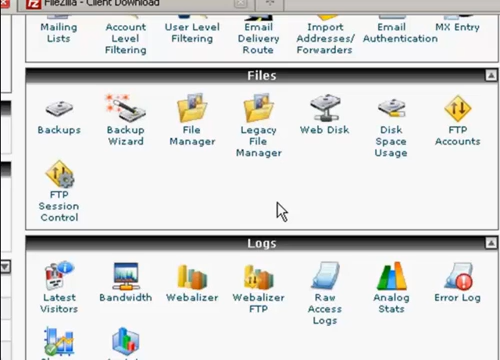 FileZilla - Client Download
Mailing Lists
Account Level Filtering
User Level Filtering
Email Delivery Route
Import Addresses/ Forwarders
Email Authentication
MX Entry
Files
Backups
Backup Wizard
File Manager
Legacy File Manager
Web Disk
Disk Space Usage
FTP Accounts
FTP Session Control
Logs
Latest Visitors
Bandwidth
Webalizer
Webalizer FTP
Raw Access Logs
Analog Stats
Error Log